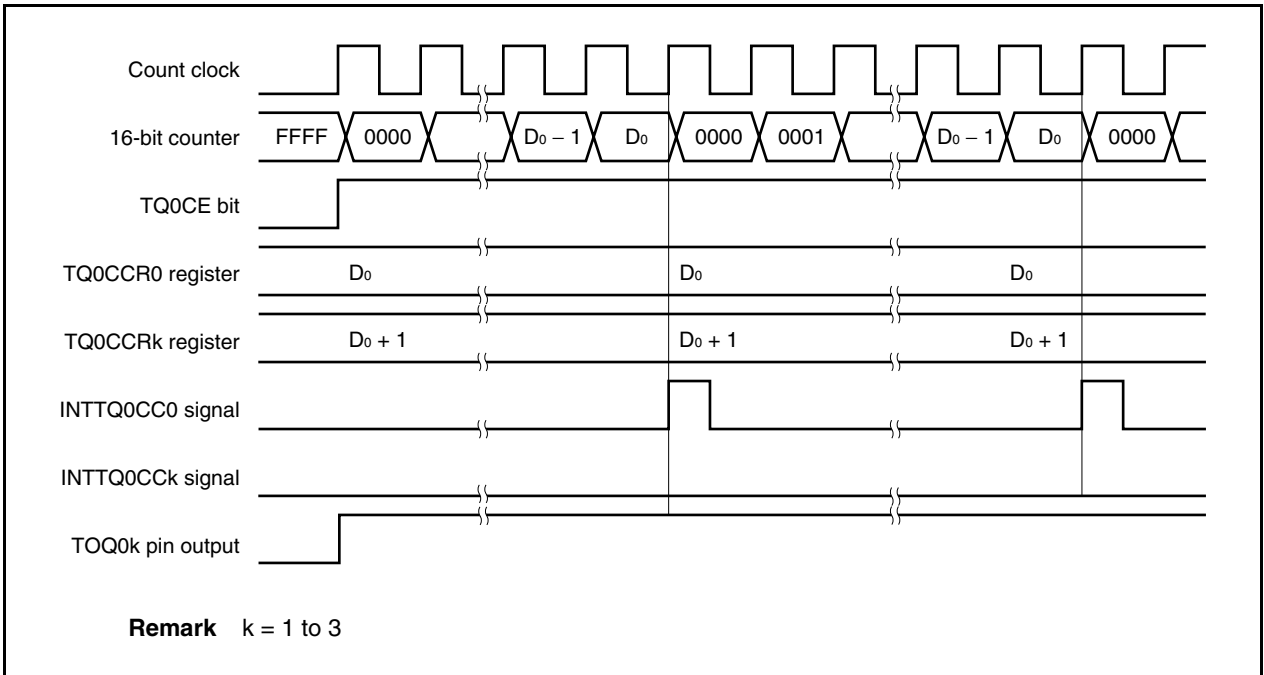 Count clock
16-bit counter FFFF 0000 D₀ − 1 D₀ 0000 0001 D₀ − 1 D₀ 0000
TQ0CE bit
TQ0CCR0 register D₀ D₀ D₀
TQ0CCRk register D₀ + 1 D₀ + 1 D₀ + 1
INTTQ0CC0 signal
INTTQ0CCk signal
TOQ0k pin output
Remark k = 1 to 3